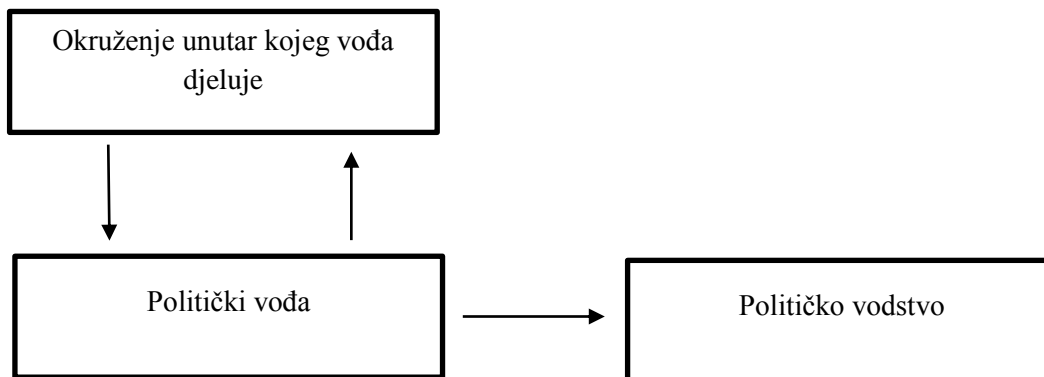 Okruženje unutar kojeg vođa
djeluje
Politički vođa
Političko vodstvo